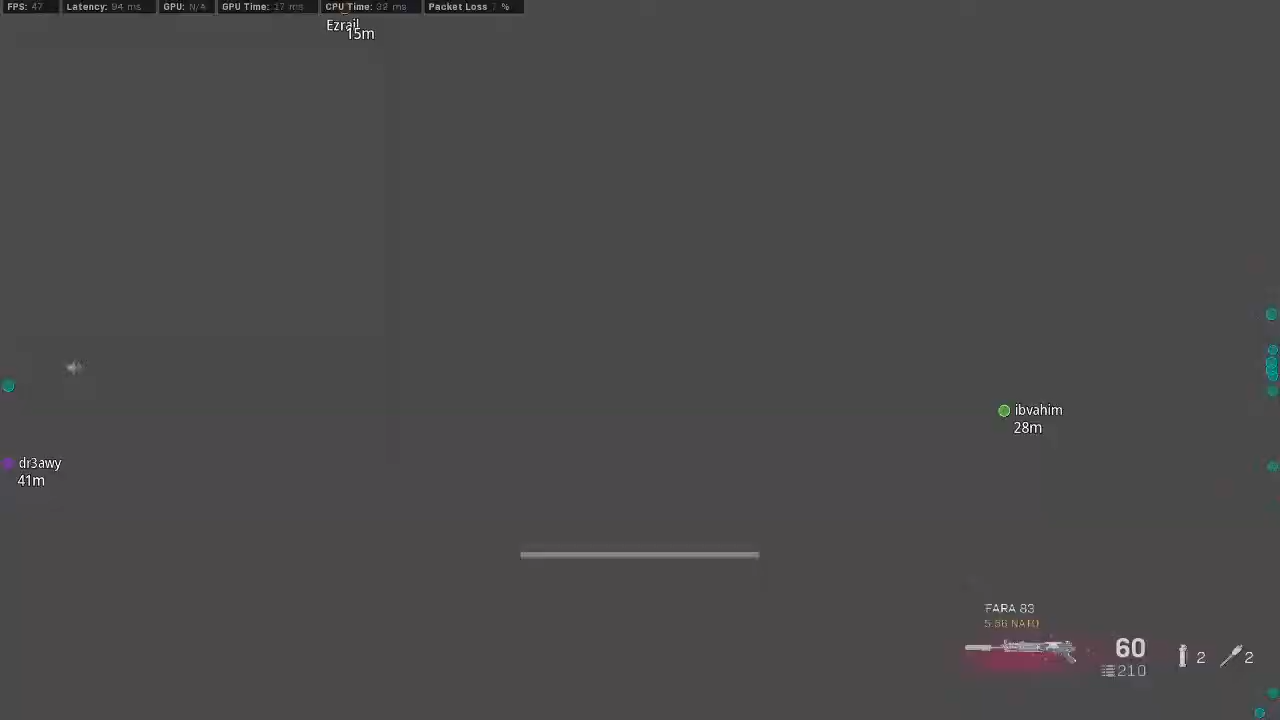 FPS: 47 Latency: 94 ms GPU: N/A GPU Time: 17 ms CPU Time: 32 ms Packet Loss %
Ezrail
15m
ibvahim
28m
dr3awy
41m
FARA 83
5.56 NATO
60
210
2 2